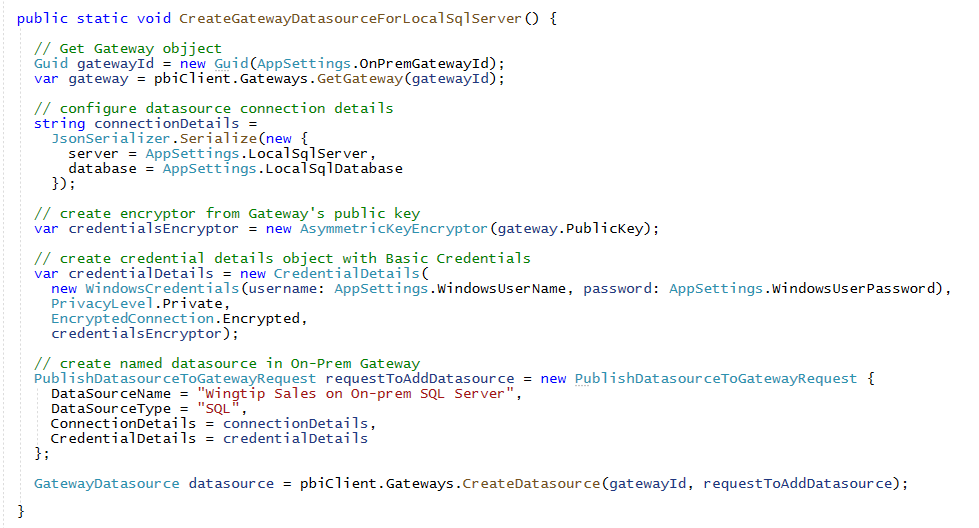 public static void CreateGatewayDatasourceForLocalSqlServer() {
// Get Gateway objject
Guid gatewayId = new Guid(AppSettings.OnPremGatewayId);
var gateway = pbiClient.Gateways.GetGateway(gatewayId);
// configure datasource connection details
string connectionDetails =
JsonSerializer.Serialize(new {
server = AppSettings.LocalSqlServer,
database = AppSettings.LocalSqlDatabase
});
// create encryptor from Gateway's public key
var credentialsEncryptor = new AsymmetricKeyEncryptor(gateway.PublicKey);
// create credential details object with Basic Credentials
var credentialDetails = new CredentialDetails(
new WindowsCredentials(username: AppSettings.WindowsUserName, password: AppSettings.WindowsUserPassword),
PrivacyLevel.Private,
EncryptedConnection.Encrypted,
credentialsEncryptor);
// create named datasource in On-Prem Gateway
PublishDatasourceToGatewayRequest requestToAddDatasource = new PublishDatasourceToGatewayRequest {
DataSourceName = "Wingtip Sales on On-prem SQL Server",
DataSourceType = "SQL",
ConnectionDetails = connectionDetails,
CredentialDetails = credentialDetails
};
GatewayDatasource datasource = pbiClient.Gateways.CreateDatasource(gatewayId, requestToAddDatasource);
}